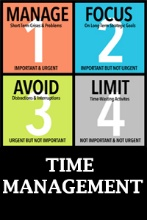 MANAGE
Short Term Crises & Problems
1
IMPORTANT & URGENT
FOCUS
On Long Term Strategic Goals
2
IMPORTANT BUT NOT URGENT
AVOID
Distractions & Interruptions
3
URGENT BUT NOT IMPORTANT
LIMIT
Time-Wasting Activities
4
NOT IMPORTANT & NOT URGENT
TIME
MANAGEMENT